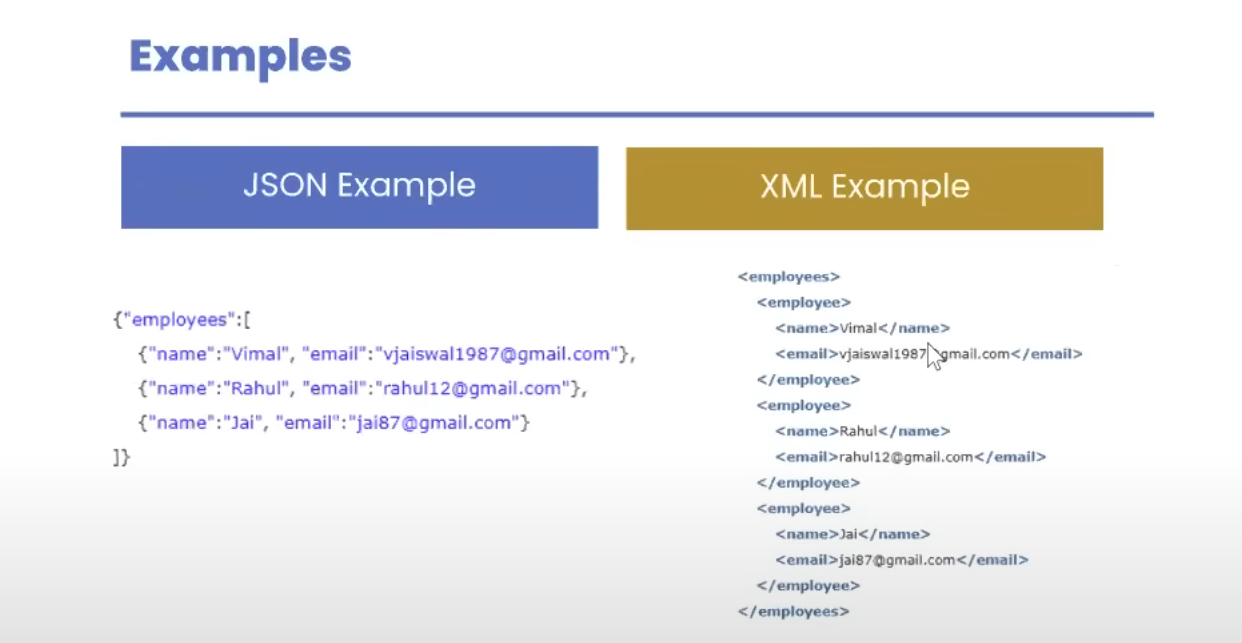 Examples
JSON Example
{"employees":[
{"name":"Vimal", "email":"vjaiswal1987@gmail.com"},
{"name":"Rahul", "email":"rahul12@gmail.com"},
{"name":"Jai", "email":"jai87@gmail.com"}
]}
XML Example
<employees>
<employee>
<name>Vimal</name>
<email>vjaiswal1987@gmail.com</email>
</employee>
<employee>
<name>Rahul</name>
<email>rahul12@gmail.com</email>
</employee>
<employee>
<name>Jai</name>
<email>jai87@gmail.com</email>
</employee>
</employees>